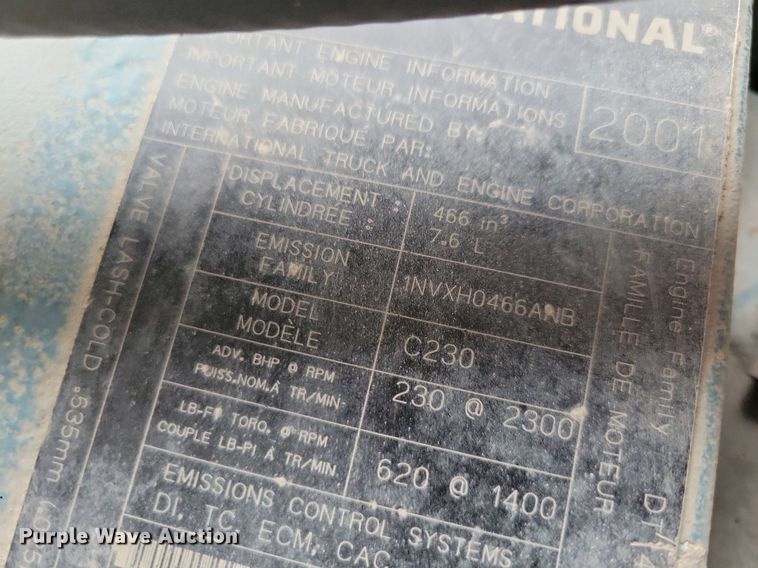 IMPORTANT ENGINE INFORMATION
IMPORTANT MOTEUR INFORMATIONS
ENGINE MANUFACTURED BY:
MOTEUR FABRIQUE PAR:
INTERNATIONAL TRUCK AND ENGINE CORPORATION
2001
DISPLACEMENT :
CYLINDREE :
466 in³
7.6 L
EMISSION
FAMILY
1NVXH0466ANB
MODEL
MODÈLE
C230
ADV. BHP @ RPM
PUISS.NOM.A TR/MIN.
230 @ 2300
LB-FT TORQ. @ RPM
COUPLE LB-PI A TR/MIN.
620 @ 1400
EMISSIONS CONTROL SYSTEMS
DI, TC, ECM, CAC
VALVE LASH-COLD .635mm
Engine Family
FAMILLE DE MOTEUR
Purple Wave Auction